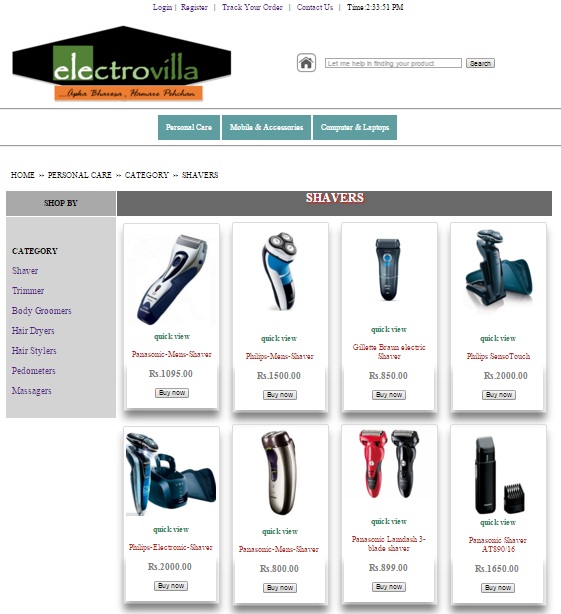 Login | Register | Track Your Order | Contact Us | Time:2:33:51 PM
electrovilla
...Apka Bharosa, Hamare Pehchan
Let me help in finding your product
Search
Personal Care
Mobile & Accessories
Computer & Laptops
HOME » PERSONAL CARE » CATEGORY » SHAVERS
SHOP BY
SHAVERS
CATEGORY
Shaver
Trimmer
Body Groomers
Hair Dryers
Hair Stylers
Pedometers
Massagers
quick view
Panasonic-Mens-Shaver
Rs.1095.00
Buy now
quick view
Philips-Mens-Shaver
Rs.1500.00
Buy now
quick view
Gillette Braun electric
Shaver
Rs.850.00
Buy now
quick view
Philips SensoTouch
Rs.2000.00
Buy now
quick view
Philips-Electronic-Shaver
Rs.2000.00
Buy now
quick view
Panasonic-Mens-Shaver
Rs.800.00
Buy now
quick view
Panasonic Lamdash 3-
blade shaver
Rs.899.00
Buy now
quick view
Panasonic Shaver
AT890/16
Rs.1650.00
Buy now